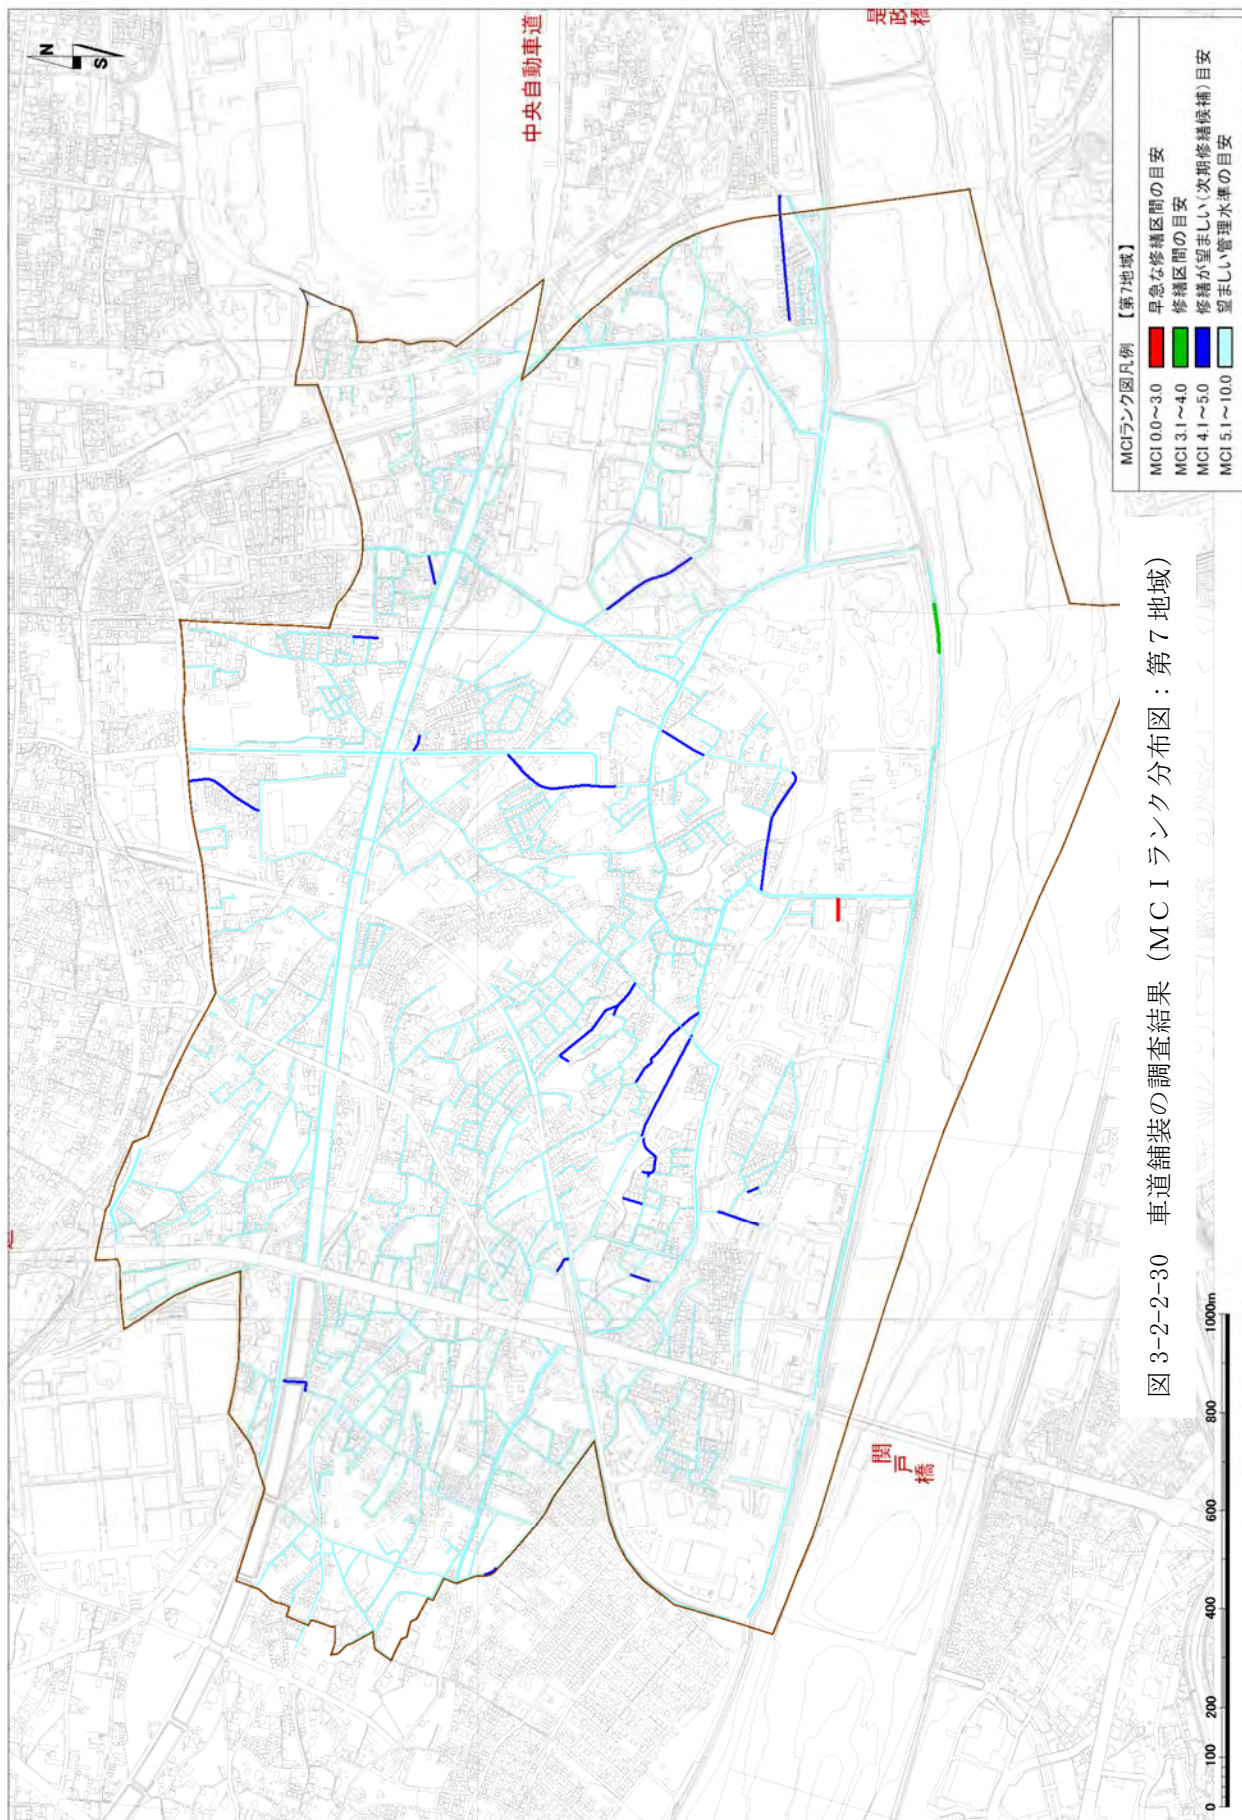 N
S
中央自動車道
是政橋
関戸橋
MCIランク図凡例 【第7地域】
MCI 0.0～3.0 早急な修繕区間の目安
MCI 3.1～4.0 修繕区間の目安
MCI 4.1～5.0 修繕が望ましい(次期修繕候補)目安
MCI 5.1～10.0 望ましい管理水準の目安
0 100 200 400 600 800 1000m
図 3-2-2-30 車道舗装の調査結果（ＭＣＩランク分布図：第７地域）